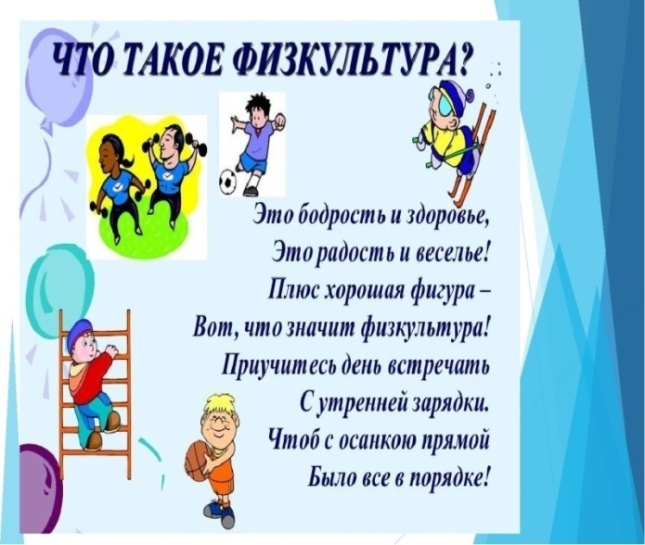 ЧТО ТАКОЕ ФИЗКУЛЬТУРА?
Это бодрость и здоровье,
Это радость и веселье!
Плюс хорошая фигура –
Вот, что значит физкультура!
Приучитесь день встречать
С утренней зарядки.
Чтоб с осанкою прямой
Было все в порядке!